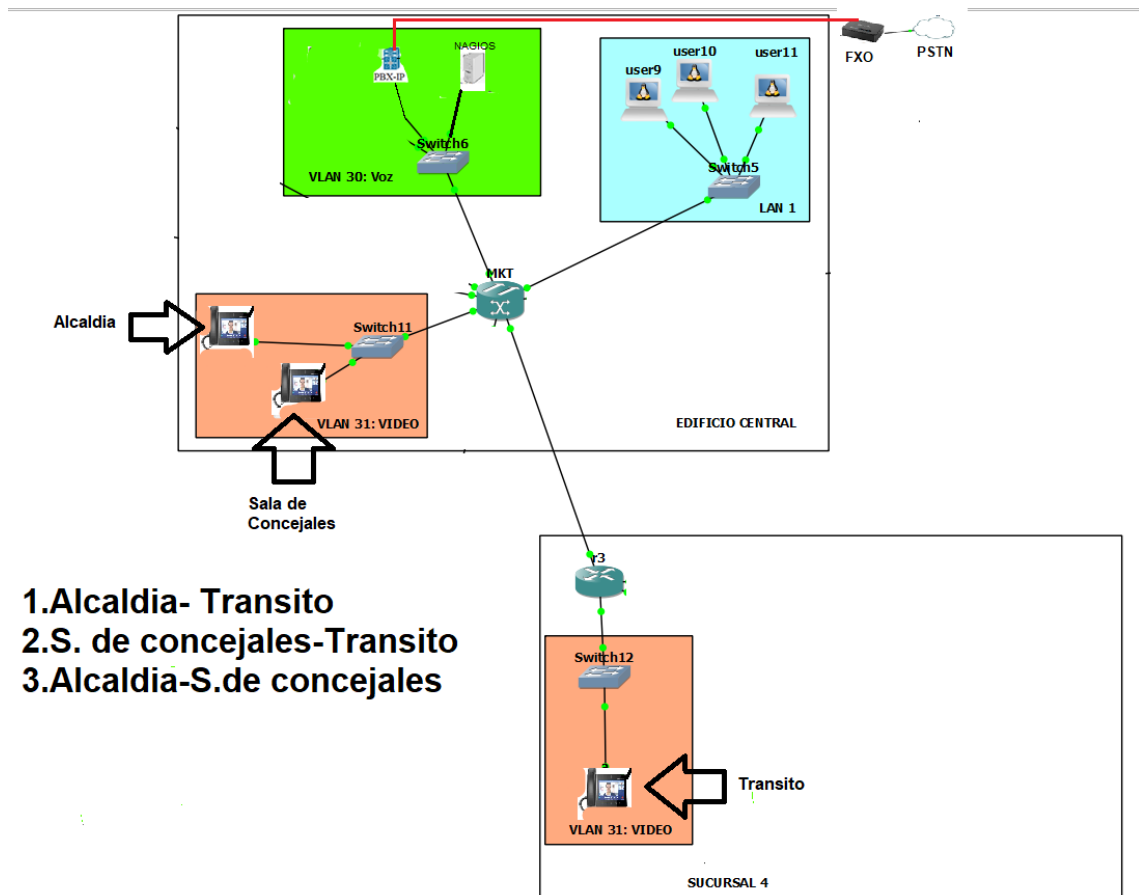 NAGIOS
PBX-IP
Switch6
VLAN 30: Voz
user9
user10
user11
Switch5
LAN 1
FXO
PSTN
MKT
Alcaldia
Switch11
VLAN 31: VIDEO
EDIFICIO CENTRAL
Sala de
Concejales
1.Alcaldia- Transito
2.S. de concejales-Transito
3.Alcaldia-S.de concejales
r3
Switch12
Transito
VLAN 31: VIDEO
SUCURSAL 4